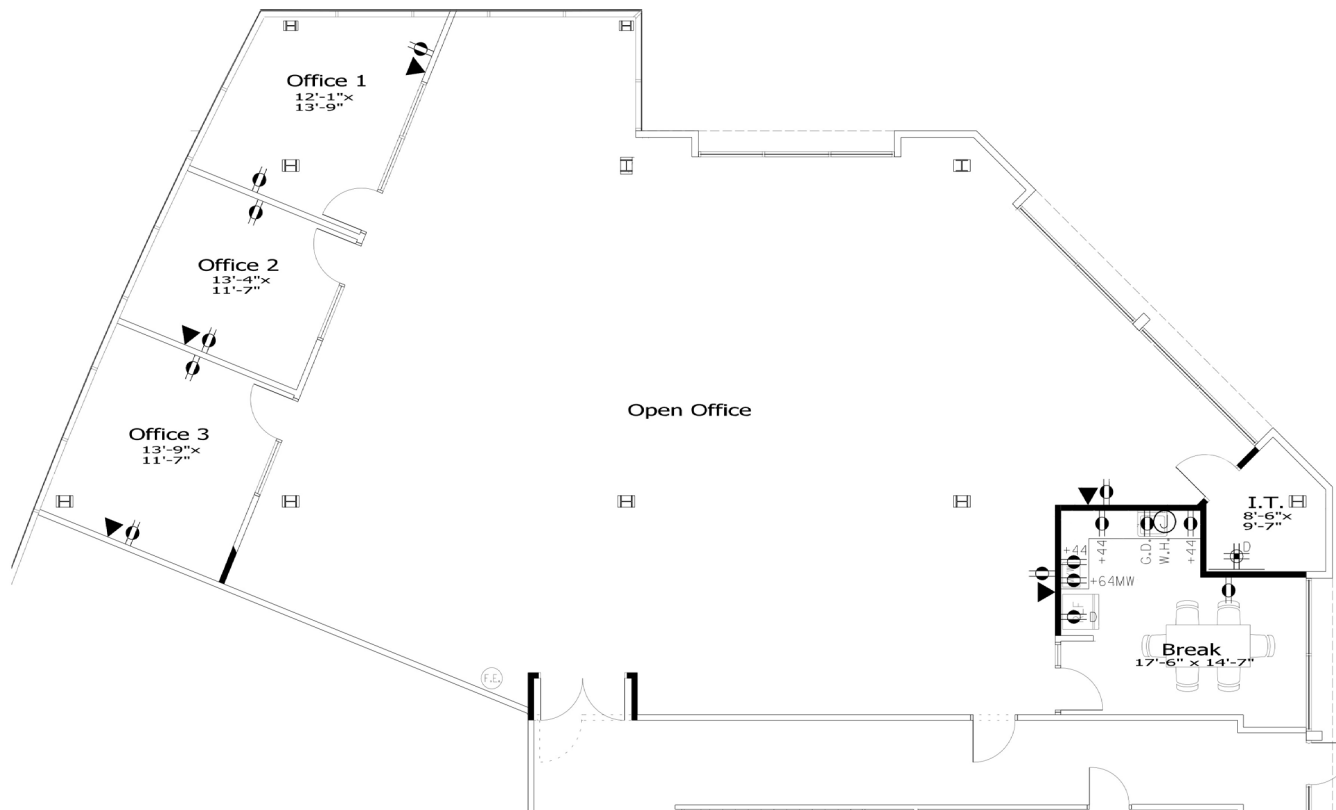 Office 1
12'-1"x
13'-9"
Office 2
13'-4"x
11'-7"
Open Office
Office 3
13'-9"x
11'-7"
I.T.
8'-6"x
9'-7"
J
+44
G.D.
W.H.
+44
D
+44
+64MW
Break
17'-6" x 14'-7"
F.E.